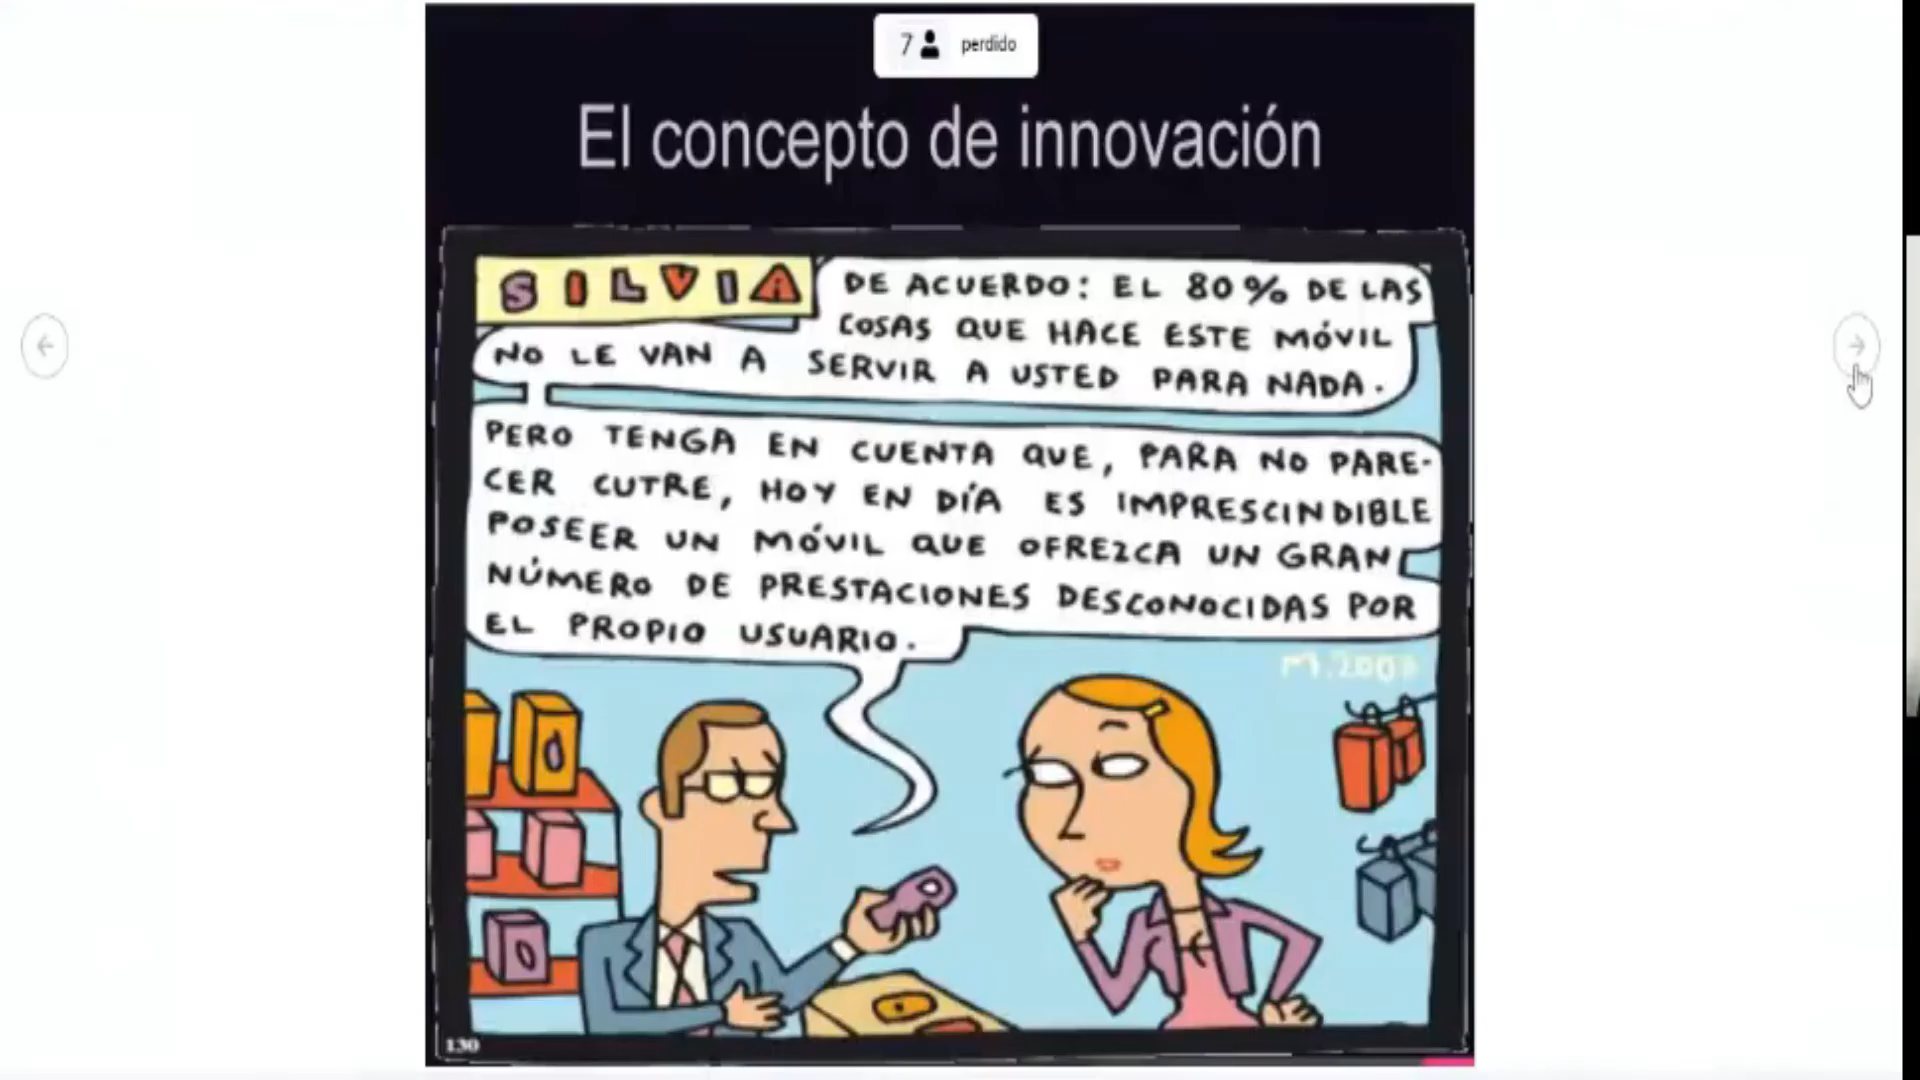 7 perdido
El concepto de innovación
SILVIA
DE ACUERDO: EL 80% DE LAS
COSAS QUE HACE ESTE MÓVIL
NO LE VAN A SERVIR A USTED PARA NADA.
PERO TENGA EN CUENTA QUE, PARA NO PARE-
CER CUTRE, HOY EN DÍA ES IMPRESCINDIBLE
POSEER UN MÓVIL QUE OFREZCA UN GRAN
NÚMERO DE PRESTACIONES DESCONOCIDAS POR
EL PROPIO USUARIO.
130